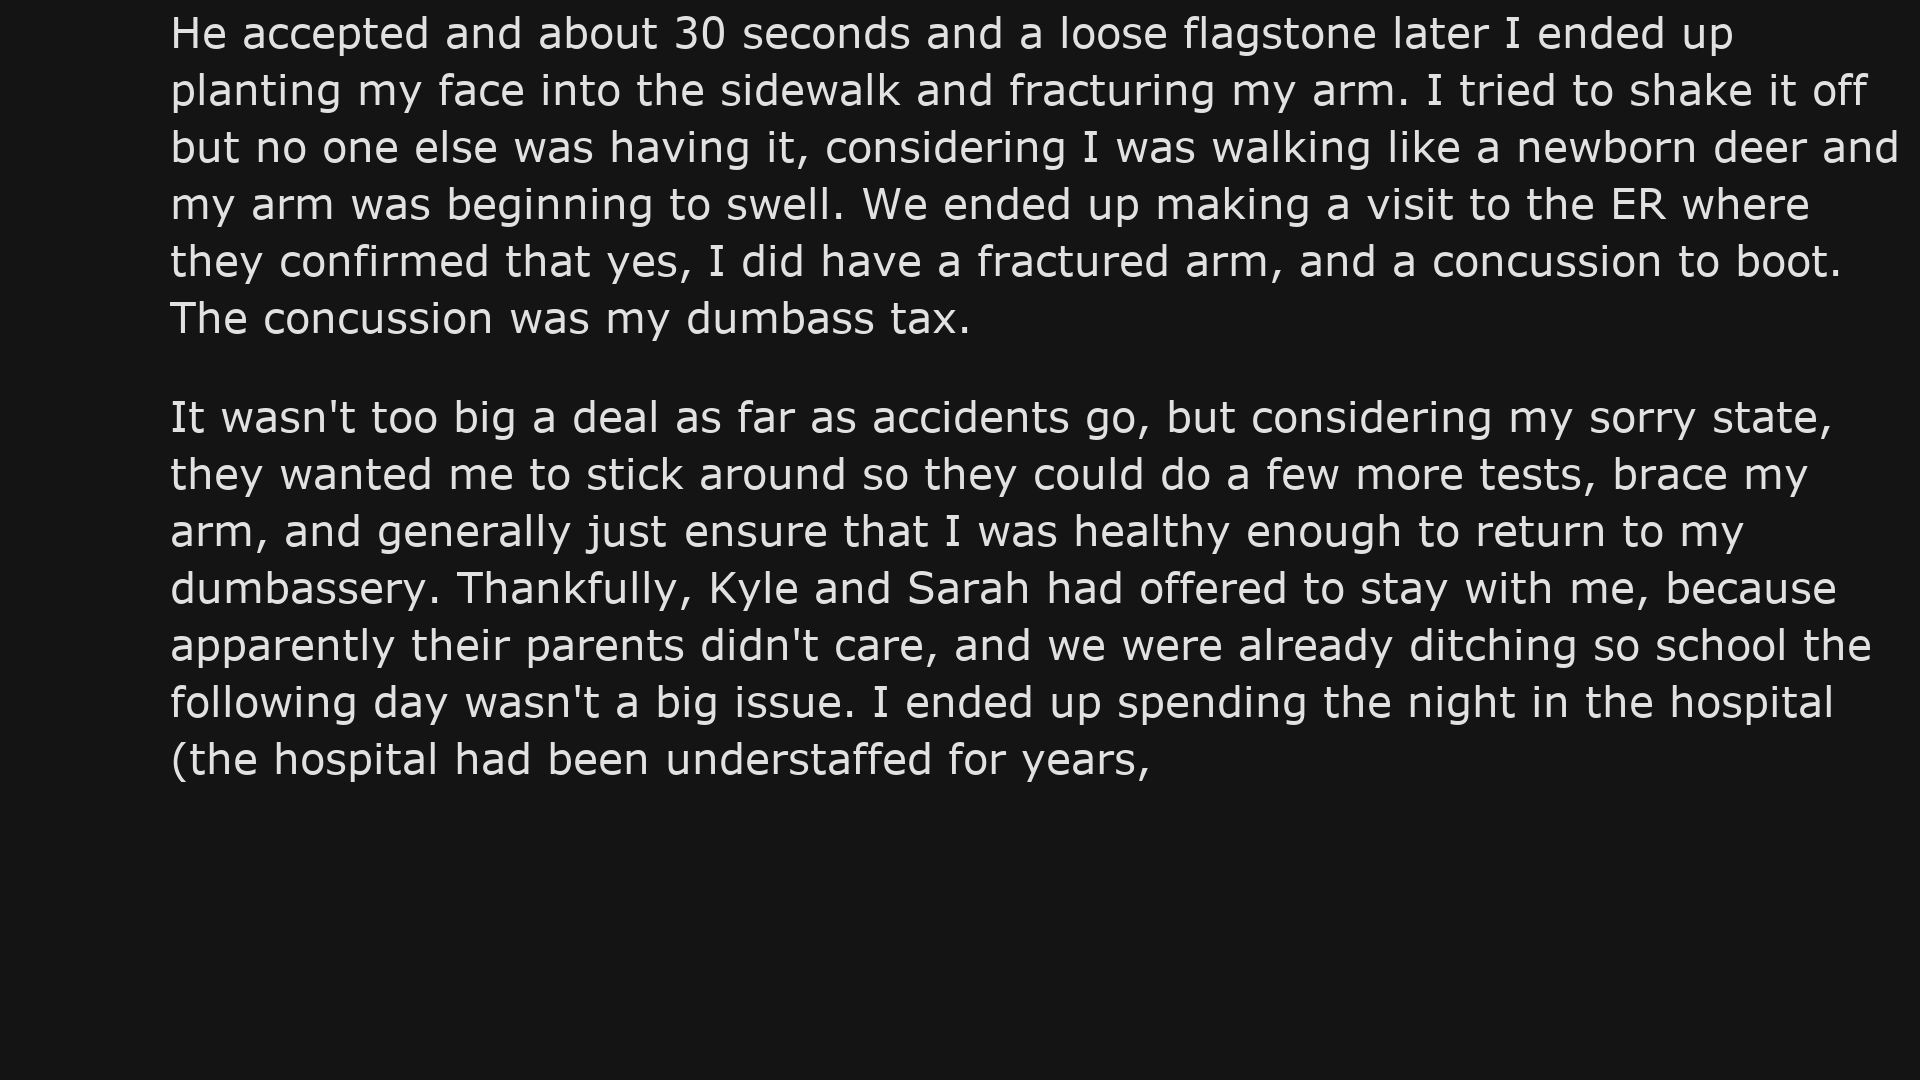 He accepted and about 30 seconds and a loose flagstone later I ended up
planting my face into the sidewalk and fracturing my arm. I tried to shake it off
but no one else was having it, considering I was walking like a newborn deer and
my arm was beginning to swell. We ended up making a visit to the ER where
they confirmed that yes, I did have a fractured arm, and a concussion to boot.
The concussion was my dumbass tax.
It wasn't too big a deal as far as accidents go, but considering my sorry state,
they wanted me to stick around so they could do a few more tests, brace my
arm, and generally just ensure that I was healthy enough to return to my
dumbassery. Thankfully, Kyle and Sarah had offered to stay with me, because
apparently their parents didn't care, and we were already ditching so school the
following day wasn't a big issue. I ended up spending the night in the hospital
(the hospital had been understaffed for years,